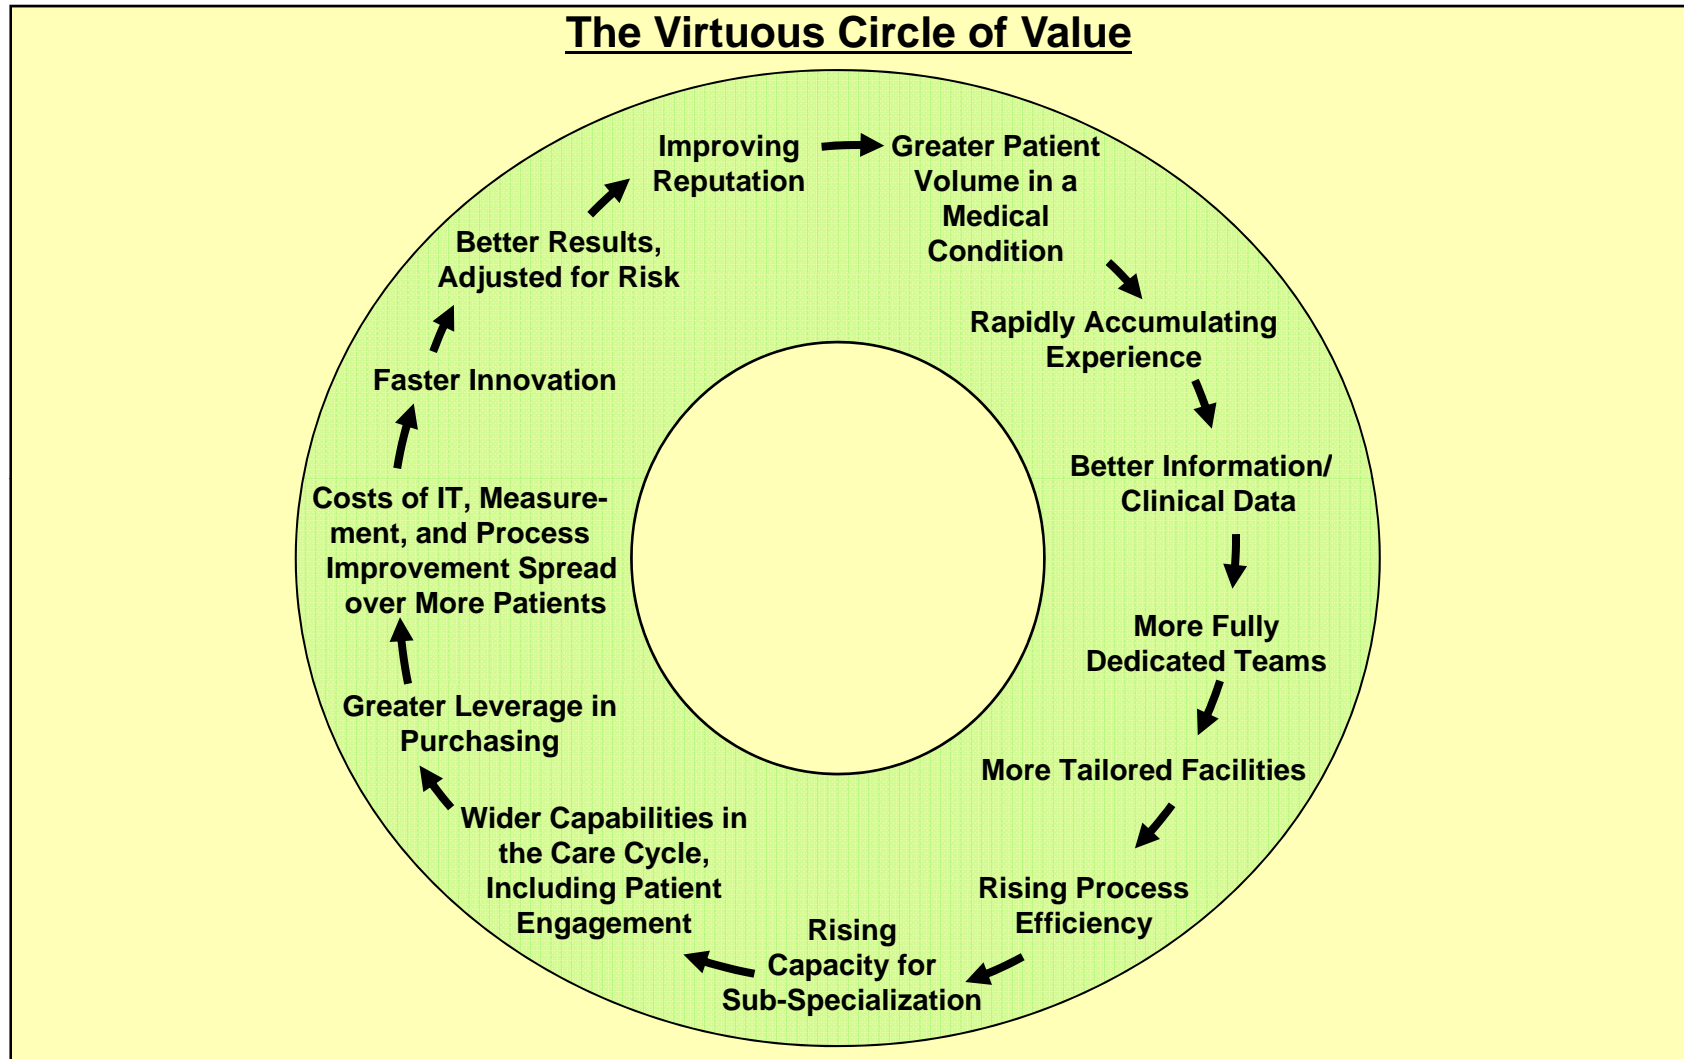 The Virtuous Circle of Value
Improving
Reputation
Greater Patient
Volume in a
Medical
Condition
Rapidly Accumulating
Experience
Better Information/
Clinical Data
More Fully
Dedicated Teams
More Tailored Facilities
Rising Process
Efficiency
Rising
Capacity for
Sub-Specialization
Wider Capabilities in
the Care Cycle,
Including Patient
Engagement
Greater Leverage in
Purchasing
Costs of IT, Measure-
ment, and Process
Improvement Spread
over More Patients
Faster Innovation
Better Results,
Adjusted for Risk